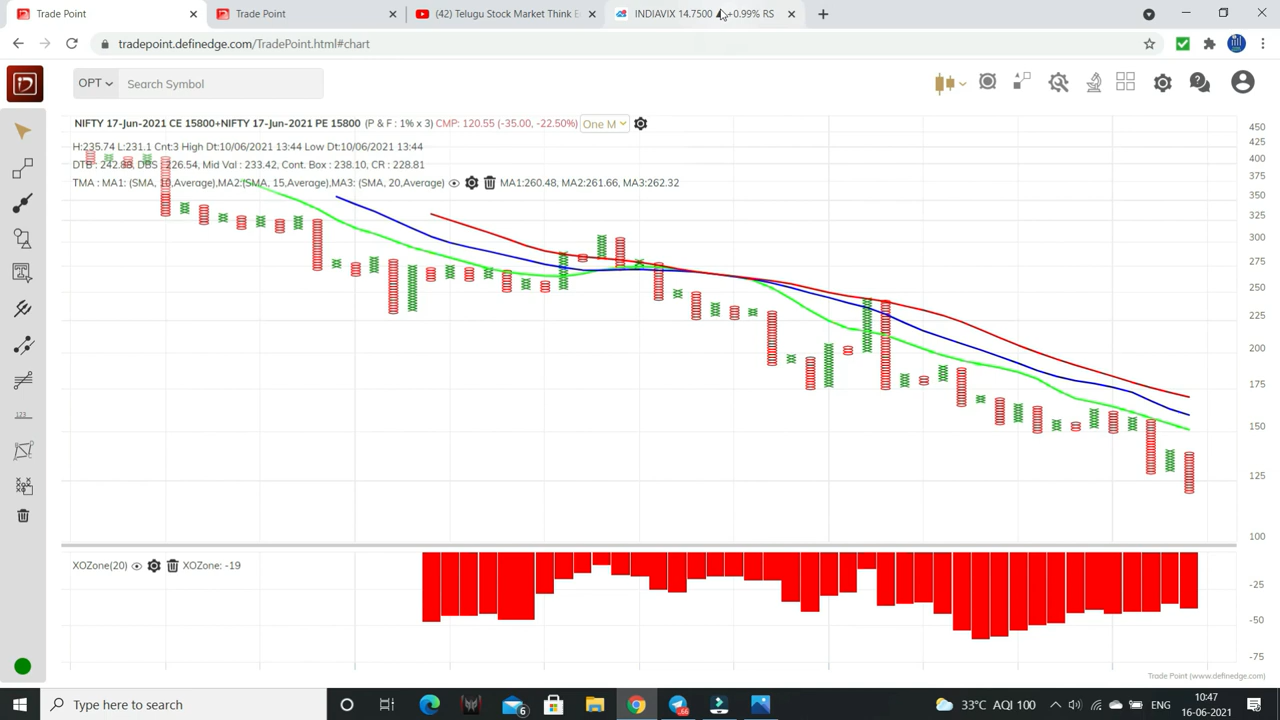 Trade Point
Trade Point
(42) Telugu Stock Market Think B
INDIAVIX 14.7500 ▲ +0.99% RS
tradepoint.definedge.com/TradePoint.html#chart
OPT
Search Symbol
NIFTY 17-Jun-2021 CE 15800+NIFTY 17-Jun-2021 PE 15800 (P & F : 1% x 3) CMP: 120.55 (-35.00, -22.50%) One M
H:235.74 L:231.1 Cnt:3 High Dt:10/06/2021 13:44 Low Dt:10/06/2021 13:44
DTB : 242.88, DBS : 226.54, Mid Val : 233.42, Cont. Box : 238.10, CR : 228.81
TMA : MA1: (SMA, 10,Average),MA2:(SMA, 15,Average),MA3: (SMA, 20,Average) MA1:260.48, MA2:261.66, MA3:262.32
450
425
400
375
350
325
300
275
250
225
200
175
150
125
100
123
XOZone(20) XOZone: -19
-25
-50
-75
Trade Point (www.definedge.com)
Type here to search
6
66
33°C AQI 100
ENG
10:47
16-06-2021